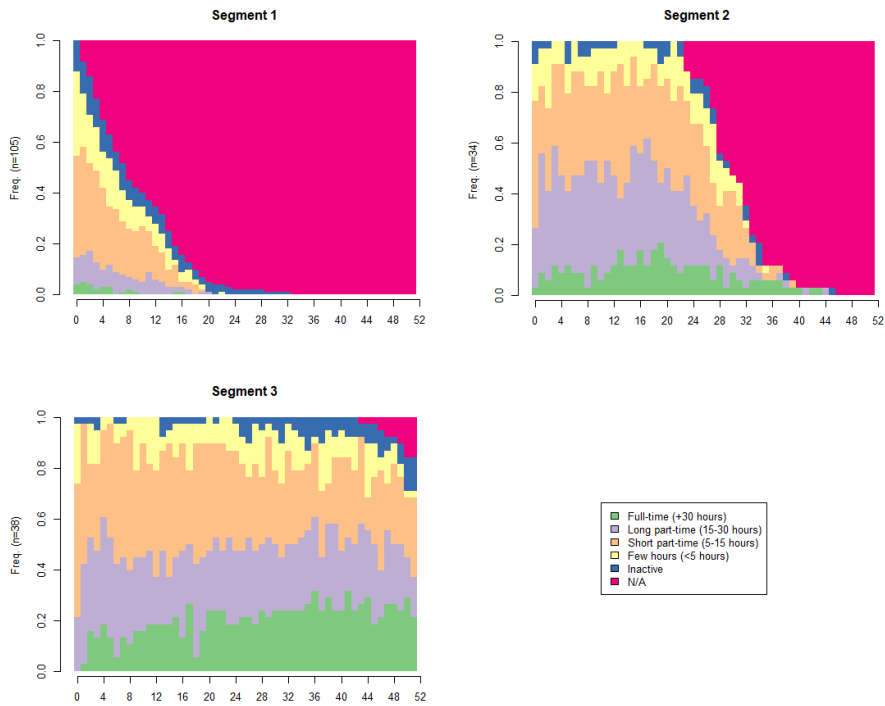 Segment 1
Freq. (n=105)
0.0 0.2 0.4 0.6 0.8 1.0
0 4 8 12 16 20 24 28 32 36 40 44 48 52
Segment 2
Freq. (n=34)
0.0 0.2 0.4 0.6 0.8 1.0
0 4 8 12 16 20 24 28 32 36 40 44 48 52
Segment 3
Freq. (n=38)
0.0 0.2 0.4 0.6 0.8 1.0
0 4 8 12 16 20 24 28 32 36 40 44 48 52
Full-time (+30 hours)
Long part-time (15-30 hours)
Short part-time (5-15 hours)
Few hours (<5 hours)
Inactive
N/A